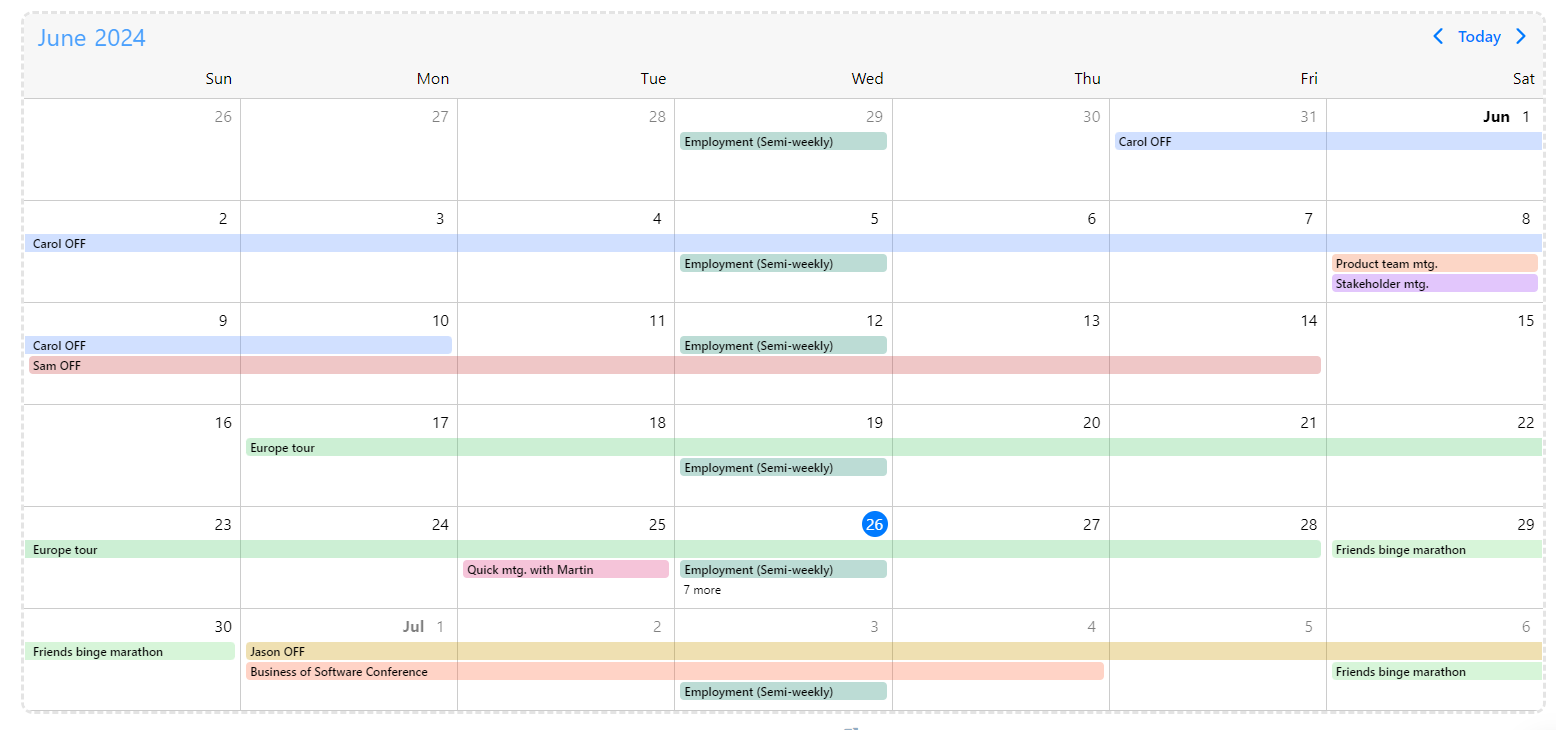 June 2024 Today
Sun Mon Tue Wed Thu Fri Sat
26 27 28 29 30 31 Jun 1
Employment (Semi-weekly) Carol OFF
2 3 4 5 6 7 8
Carol OFF
Employment (Semi-weekly) Product team mtg.
Stakeholder mtg.
9 10 11 12 13 14 15
Carol OFF Employment (Semi-weekly)
Sam OFF
16 17 18 19 20 21 22
Europe tour
Employment (Semi-weekly)
23 24 25 26 27 28 29
Europe tour Friends binge marathon
Quick mtg. with Martin Employment (Semi-weekly)
7 more
30 Jul 1 2 3 4 5 6
Friends binge marathon Jason OFF
Business of Software Conference Friends binge marathon
Employment (Semi-weekly)